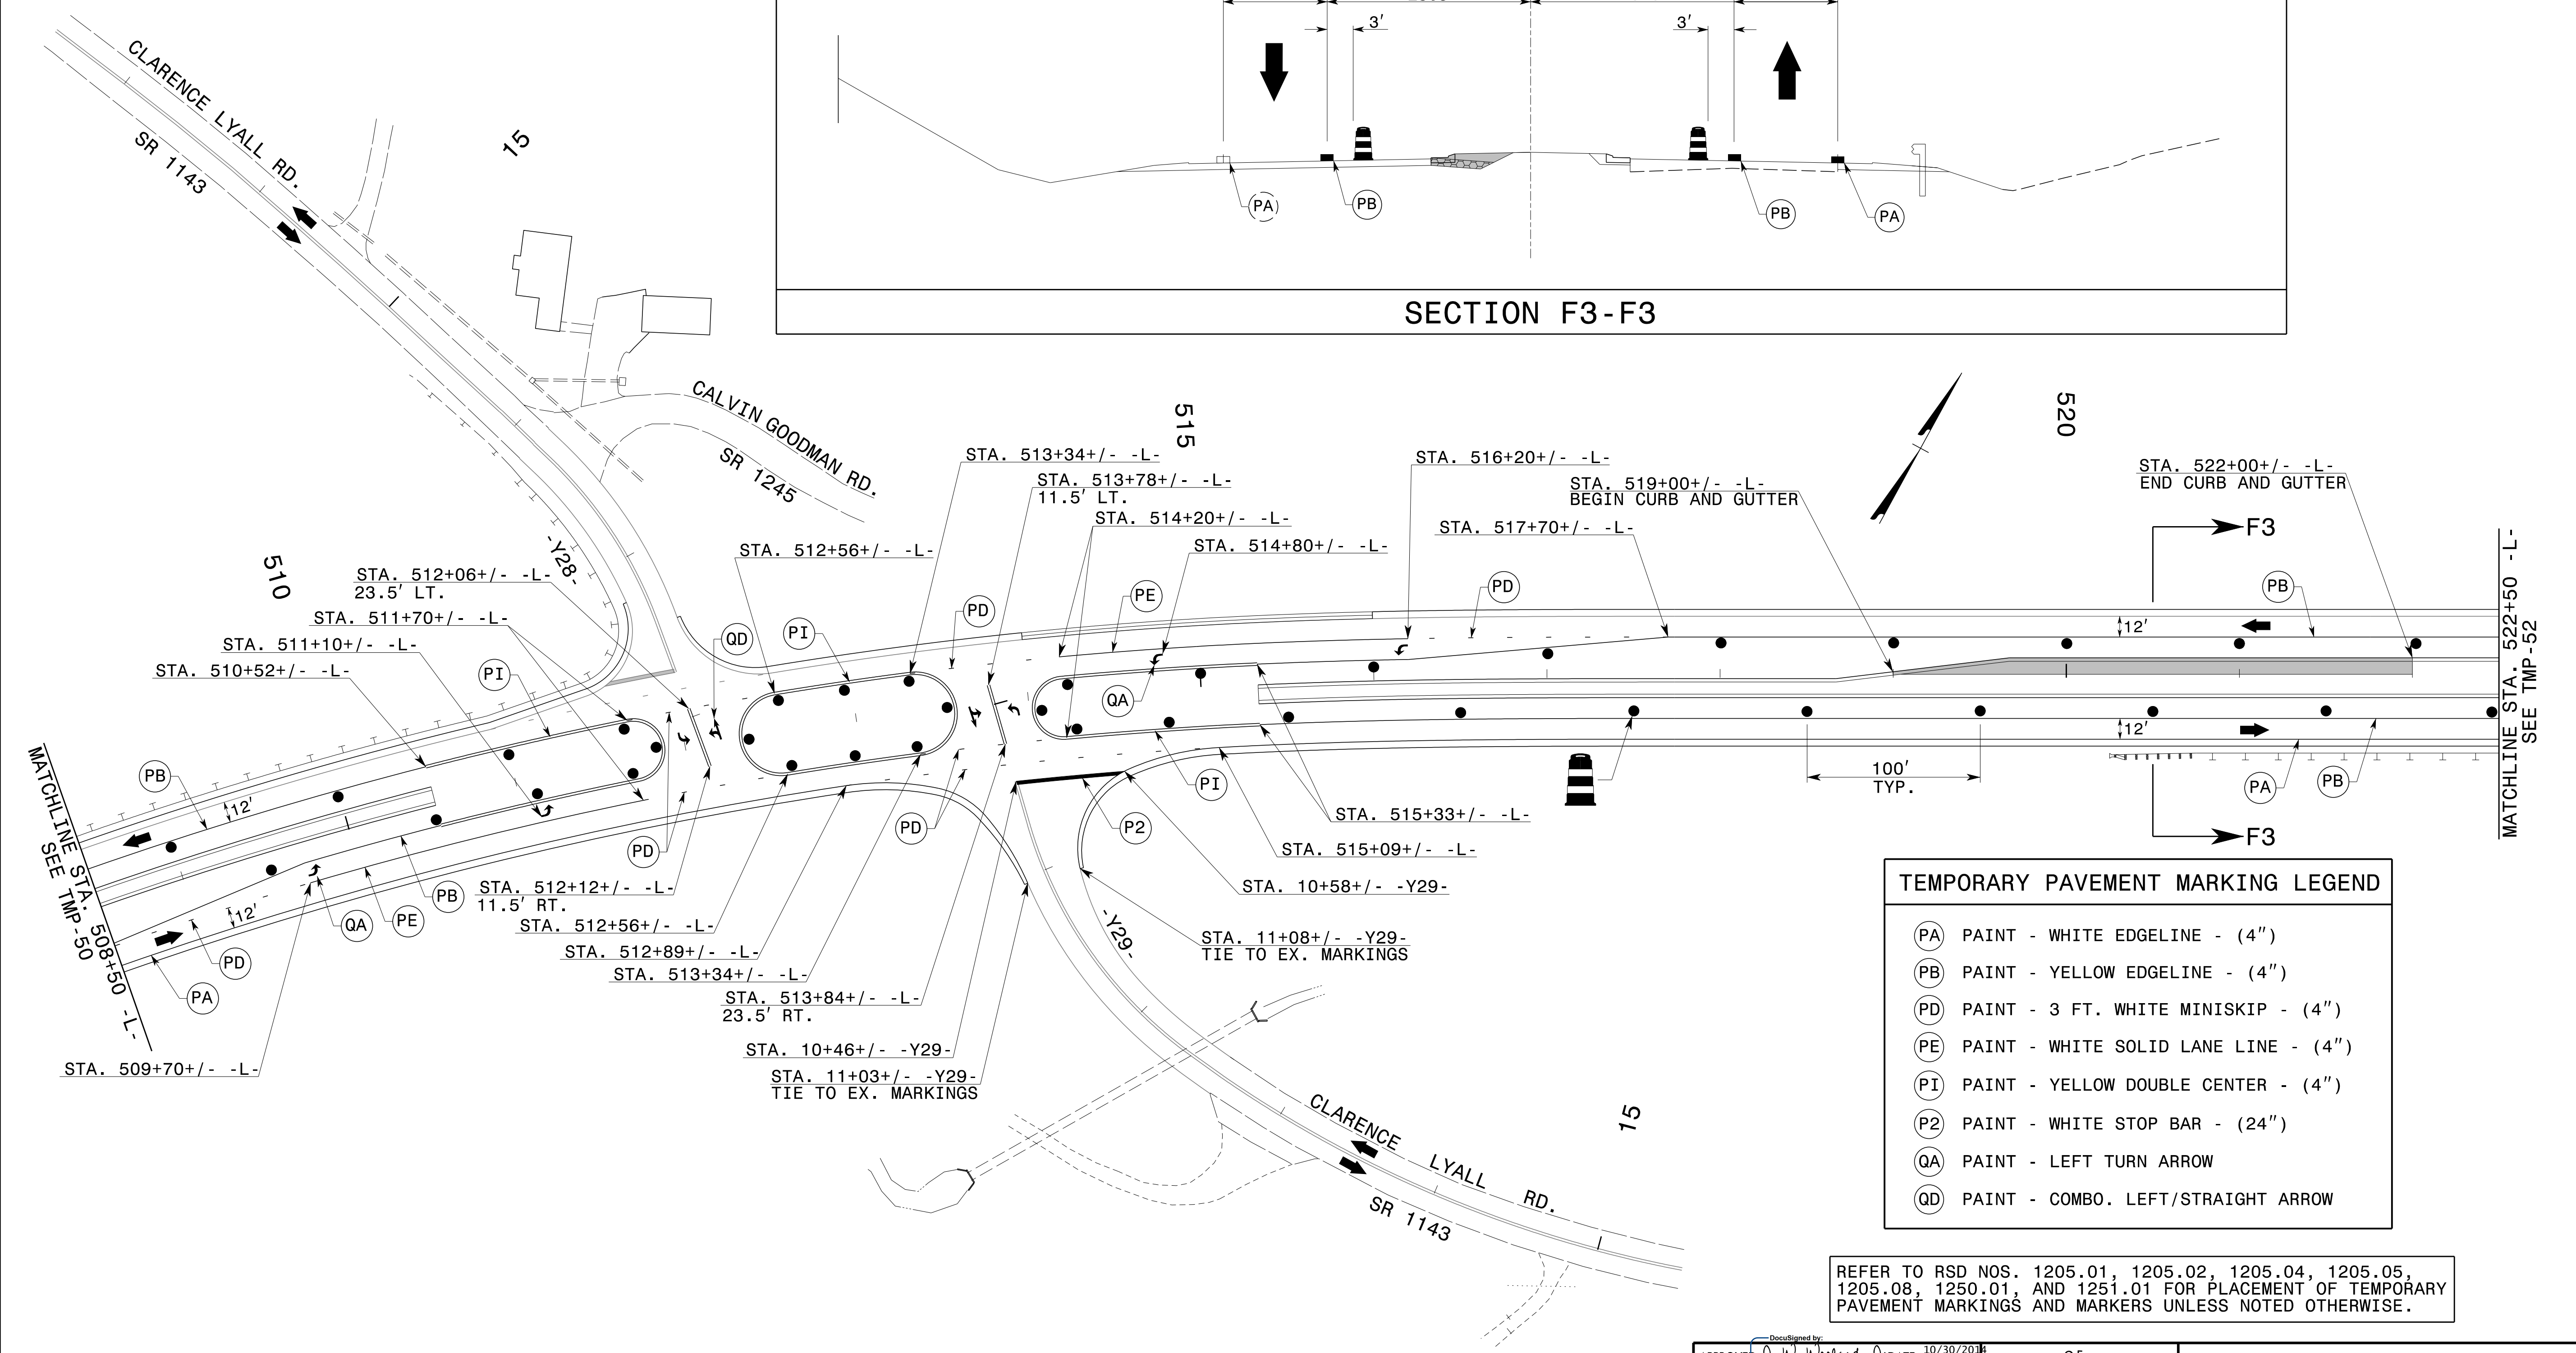 3′
3′
PA
PB
PB
PA
SECTION F3-F3
CLARENCE LYALL RD.
SR 1143
15
CALVIN GOODMAN RD.
SR 1245
-Y28-
510
515
520
STA. 513+34+/- -L-
STA. 513+78+/- -L-
11.5′ LT.
STA. 514+20+/- -L-
STA. 514+80+/- -L-
STA. 516+20+/- -L-
STA. 519+00+/- -L-
BEGIN CURB AND GUTTER
STA. 517+70+/- -L-
STA. 522+00+/- -L-
END CURB AND GUTTER
F3
STA. 512+56+/- -L-
STA. 512+06+/- -L-
23.5′ LT.
STA. 511+70+/- -L-
STA. 511+10+/- -L-
STA. 510+52+/- -L-
PI
QD
PI
PD
PE
QA
PD
PB
12′
MATCHLINE STA. 522+50 -L-
SEE TMP-52
12′
PB
12′
MATCHLINE STA. 508+50 -L-
SEE TMP-50
12′
PD
PA
QA
PE
PB
PD
PD
P2
PI
100′
TYP.
PA
PB
F3
STA. 515+33+/- -L-
STA. 515+09+/- -L-
STA. 10+58+/- -Y29-
STA. 512+12+/- -L-
11.5′ RT.
STA. 512+56+/- -L-
STA. 512+89+/- -L-
STA. 513+34+/- -L-
STA. 513+84+/- -L-
23.5′ RT.
STA. 10+46+/- -Y29-
STA. 11+03+/- -Y29-
TIE TO EX. MARKINGS
STA. 509+70+/- -L-
-Y29-
STA. 11+08+/- -Y29-
TIE TO EX. MARKINGS
CLARENCE LYALL RD.
SR 1143
15
TEMPORARY PAVEMENT MARKING LEGEND
PA PAINT - WHITE EDGELINE - (4″)
PB PAINT - YELLOW EDGELINE - (4″)
PD PAINT - 3 FT. WHITE MINISKIP - (4″)
PE PAINT - WHITE SOLID LANE LINE - (4″)
PI PAINT - YELLOW DOUBLE CENTER - (4″)
P2 PAINT - WHITE STOP BAR - (24″)
QA PAINT - LEFT TURN ARROW
QD PAINT - COMBO. LEFT/STRAIGHT ARROW
REFER TO RSD NOS. 1205.01, 1205.02, 1205.04, 1205.05,
1205.08, 1250.01, AND 1251.01 FOR PLACEMENT OF TEMPORARY
PAVEMENT MARKINGS AND MARKERS UNLESS NOTED OTHERWISE.
DocuSigned by:
10/30/2014